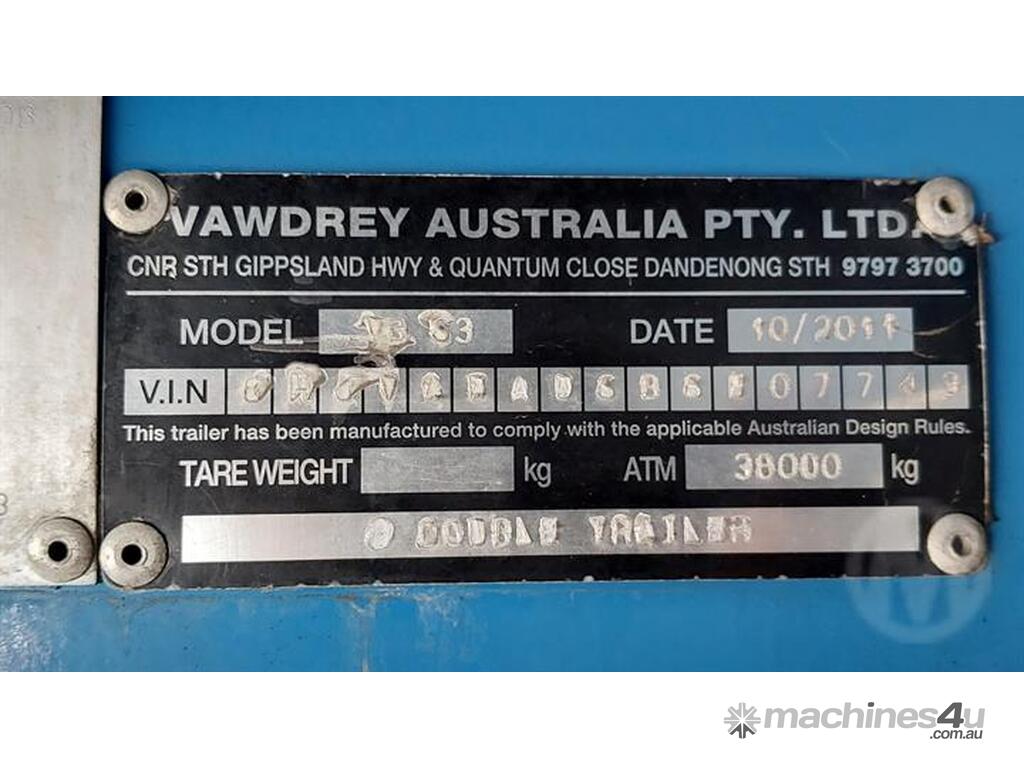 VAWDREY AUSTRALIA PTY. LTD.
CNR STH GIPPSLAND HWY & QUANTUM CLOSE DANDENONG STH 9797 3700
MODEL S3 DATE 10/2011
V.I.N
This trailer has been manufactured to comply with the applicable Australian Design Rules.
TARE WEIGHT kg ATM 38000 kg
DOUBLE TRAILER
machines4u
.com.au